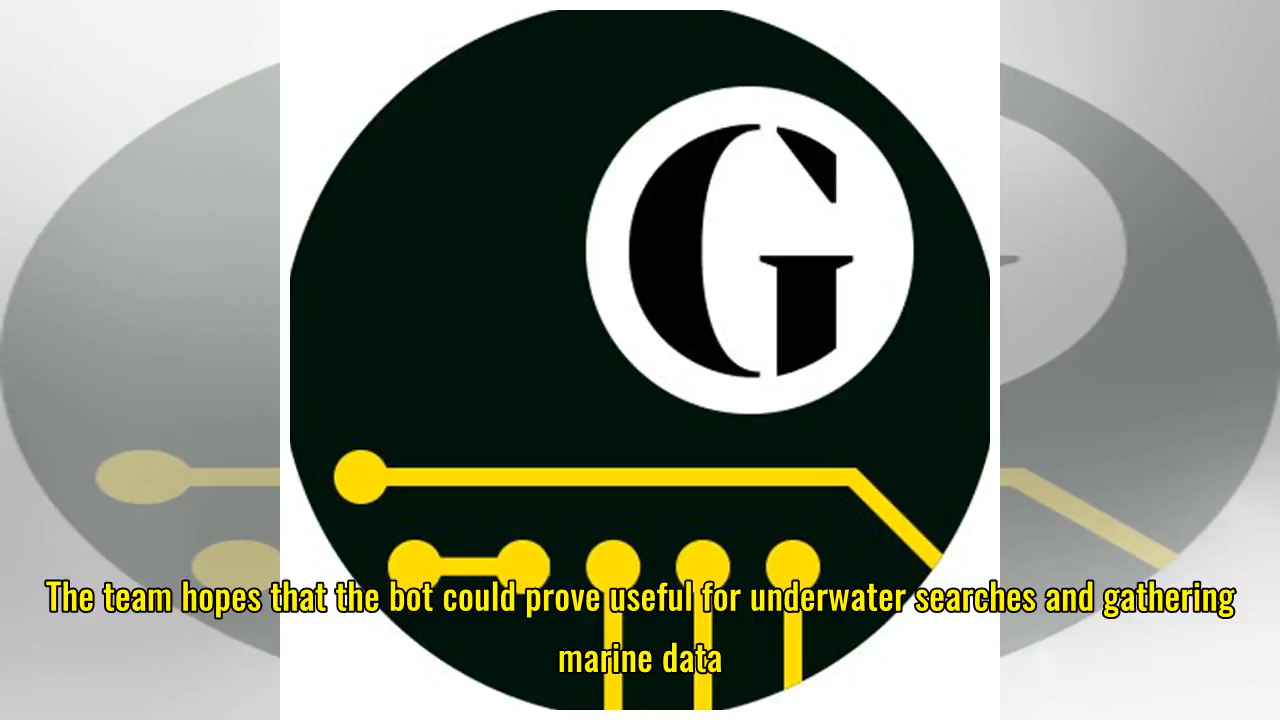 G
The team hopes that the bot could prove useful for underwater searches and gathering
marine data